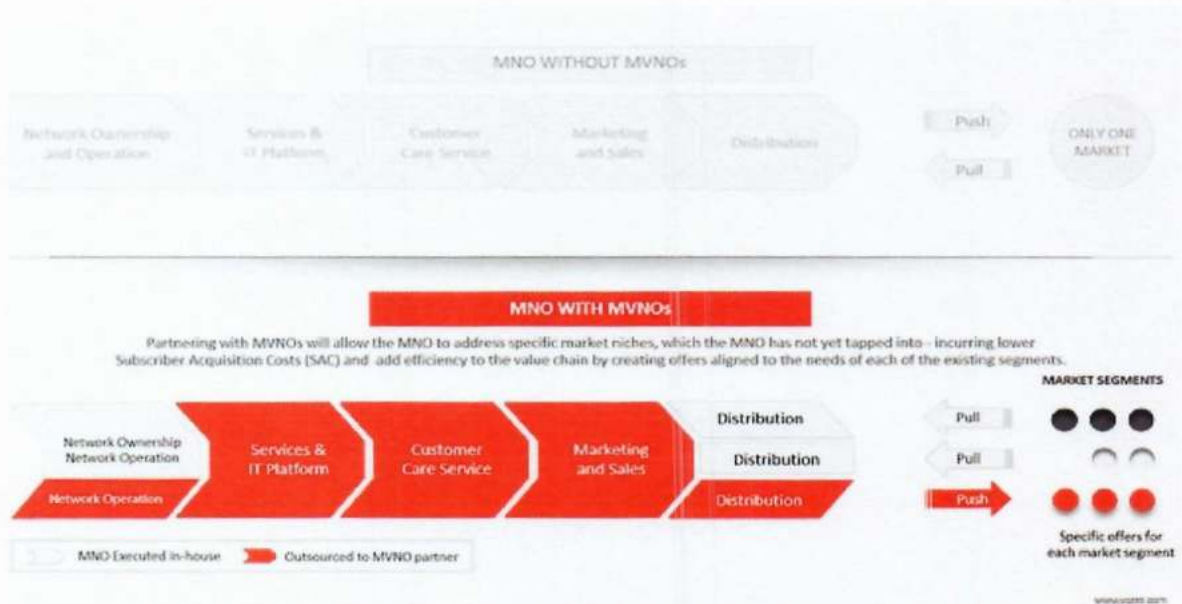 MNO WITHOUT MVNOs
Network Ownership
and Operation
Services &
IT Platform
Customer
Care Service
Marketing
and Sales
Distribution
Push
Pull
ONLY ONE
MARKET
MNO WITH MVNOs
Partnering with MVNOs will allow the MNO to address specific market niches, which the MNO has not yet tapped into - incurring lower
Subscriber Acquisition Costs (SAC) and add efficiency to the value chain by creating offers aligned to the needs of each of the existing segments.
MARKET SEGMENTS
Network Ownership
Network Operation
Network Operation
Services &
IT Platform
Customer
Care Service
Marketing
and Sales
Distribution
Distribution
Distribution
Pull
Pull
Push
Specific offers for
each market segment
MNO Executed in-house
Outsourced to MVNO partner